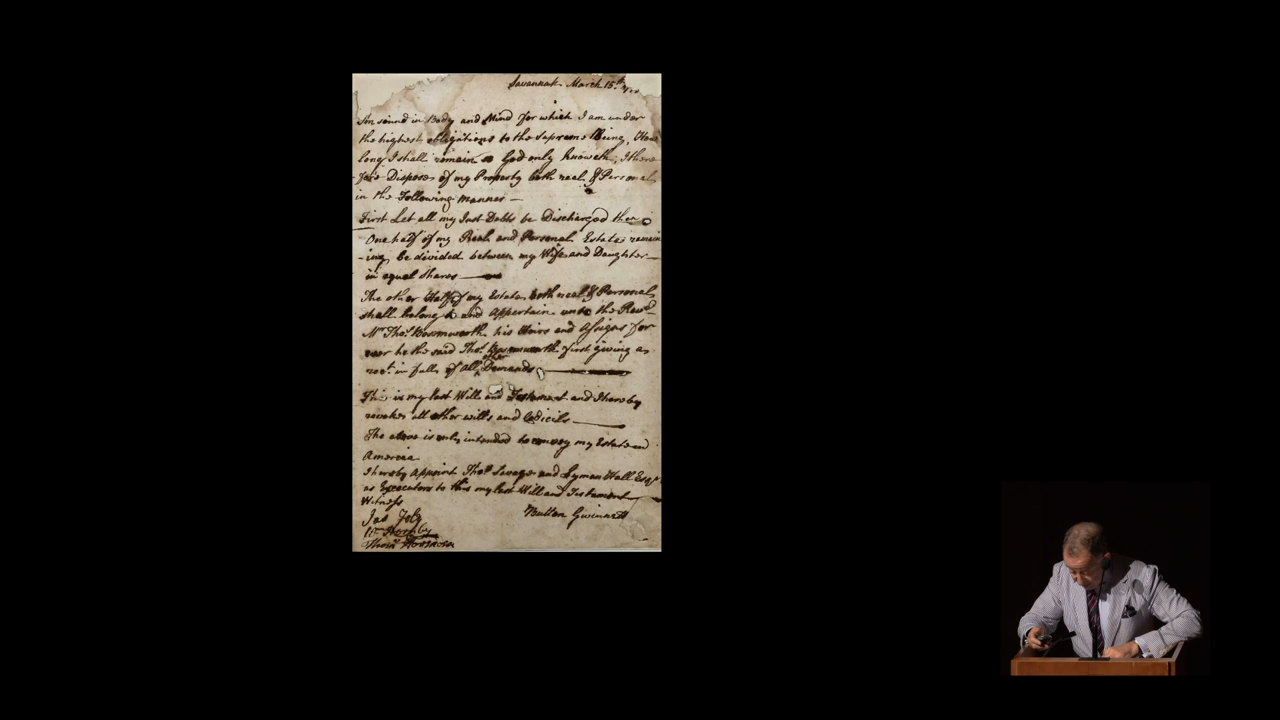 Savannah March 15th
Am sound in Body and Mind for which I am under
the highest obligations to the Supreme Being, How
long I shall remain so God only knoweth, I there
fore Dispose of my Property both real & Personal
in the Following Manner —
First Let all my Just Debts be Discharged then
One half of my Real and Personal Estate remain
-ing be divided between my Wife and Daughter
in equal shares
The other Half of my Estate both real & Personal
shall belong to and Appertain unto the Revd
Mr Thos Bosomworth his Heirs and Assigns for
ever he the said Thos Bosomworth first giving a
rect in full of all other Demands
This is my last Will and Testament and I hereby
revoke all other wills and Codicils
The above is only intended to convey my Estate in
America
I hereby Appoint Thos Savage and Lyman Hall Esqr
as Executors to this my last Will and Testament
Witness
Button Gwinnett
Wm Hornby